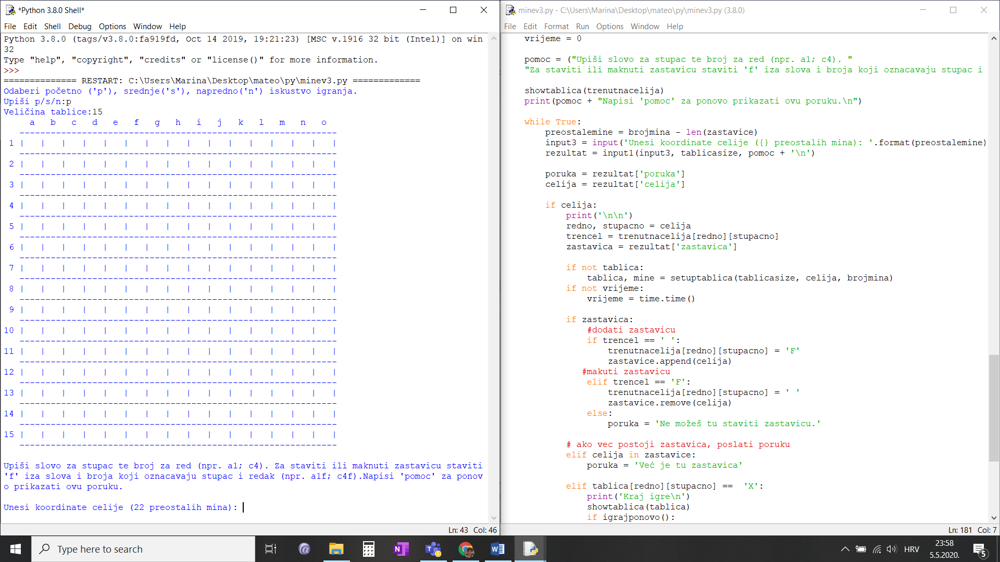 *Python 3.8.0 Shell*
File Edit Shell Debug Options Window Help
Python 3.8.0 (tags/v3.8.0:fa919fd, Oct 14 2019, 19:21:23) [MSC v.1916 32 bit (Intel)] on win
32
Type "help", "copyright", "credits" or "license()" for more information.
>>>
============== RESTART: C:\Users\Marina\Desktop\mateo\py\minev3.py =============
Odaberi početno ('p'), srednje('s'), napredno('n') iskustvo igranja.
Upiši p/s/n:p
Veličina tablice:15
a b c d e f g h i j k l m n o
-------------------------------------------------------------
1 | | | | | | | | | | | | | | | |
-------------------------------------------------------------
2 | | | | | | | | | | | | | | | |
-------------------------------------------------------------
3 | | | | | | | | | | | | | | | |
-------------------------------------------------------------
4 | | | | | | | | | | | | | | | |
-------------------------------------------------------------
5 | | | | | | | | | | | | | | | |
-------------------------------------------------------------
6 | | | | | | | | | | | | | | | |
-------------------------------------------------------------
7 | | | | | | | | | | | | | | | |
-------------------------------------------------------------
8 | | | | | | | | | | | | | | | |
-------------------------------------------------------------
9 | | | | | | | | | | | | | | | |
-------------------------------------------------------------
10 | | | | | | | | | | | | | | | |
-------------------------------------------------------------
11 | | | | | | | | | | | | | | | |
-------------------------------------------------------------
12 | | | | | | | | | | | | | | | |
-------------------------------------------------------------
13 | | | | | | | | | | | | | | | |
-------------------------------------------------------------
14 | | | | | | | | | | | | | | | |
-------------------------------------------------------------
15 | | | | | | | | | | | | | | | |
-------------------------------------------------------------
Upiši slovo za stupac te broj za red (npr. a1; c4). Za staviti ili maknuti zastavicu staviti
'f' iza slova i broja koji oznacavaju stupac i redak (npr. a1f; c4f).Napisi 'pomoc' za ponov
o prikazati ovu poruku.
Unesi koordinate celije (22 preostalih mina):
Ln: 43 Col: 46
minev3.py - C:\Users\Marina\Desktop\mateo\py\minev3.py (3.8.0)
File Edit Format Run Options Window Help
vrijeme = 0
pomoc = ("Upiši slovo za stupac te broj za red (npr. a1; c4). "
"Za staviti ili maknuti zastavicu staviti 'f' iza slova i broja koji oznacavaju stupac i
showtablica(trenutnacelija)
print(pomoc + "Napisi 'pomoc' za ponovo prikazati ovu poruku.\n")
while True:
preostalemine = brojmina - len(zastavice)
input3 = input('Unesi koordinate celije ({} preostalih mina): '.format(preostalemine)
rezultat = input1(input3, tablicasize, pomoc + '\n')
poruka = rezultat['poruka']
celija = rezultat['celija']
if celija:
print('\n\n')
redno, stupacno = celija
trencel = trenutnacelija[redno][stupacno]
zastavica = rezultat['zastavica']
if not tablica:
tablica, mine = setuptablica(tablicasize, celija, brojmina)
if not vrijeme:
vrijeme = time.time()
if zastavica:
#dodati zastavicu
if trencel == ' ':
trenutnacelija[redno][stupacno] = 'F'
zastavice.append(celija)
#makuti zastavicu
elif trencel == 'F':
trenutnacelija[redno][stupacno] = ' '
zastavice.remove(celija)
else:
poruka = 'Ne možeš tu staviti zastavicu.'
# ako vec postoji zastavica, poslati poruku
elif celija in zastavice:
poruka = 'Već je tu zastavica'
elif tablica[redno][stupacno] ==  'X':
print('Kraj igre\n')
showtablica(tablica)
if igrajponovo():
Ln: 181 Col: 7
Type here to search
HRV
23:58
5.5.2020.
5